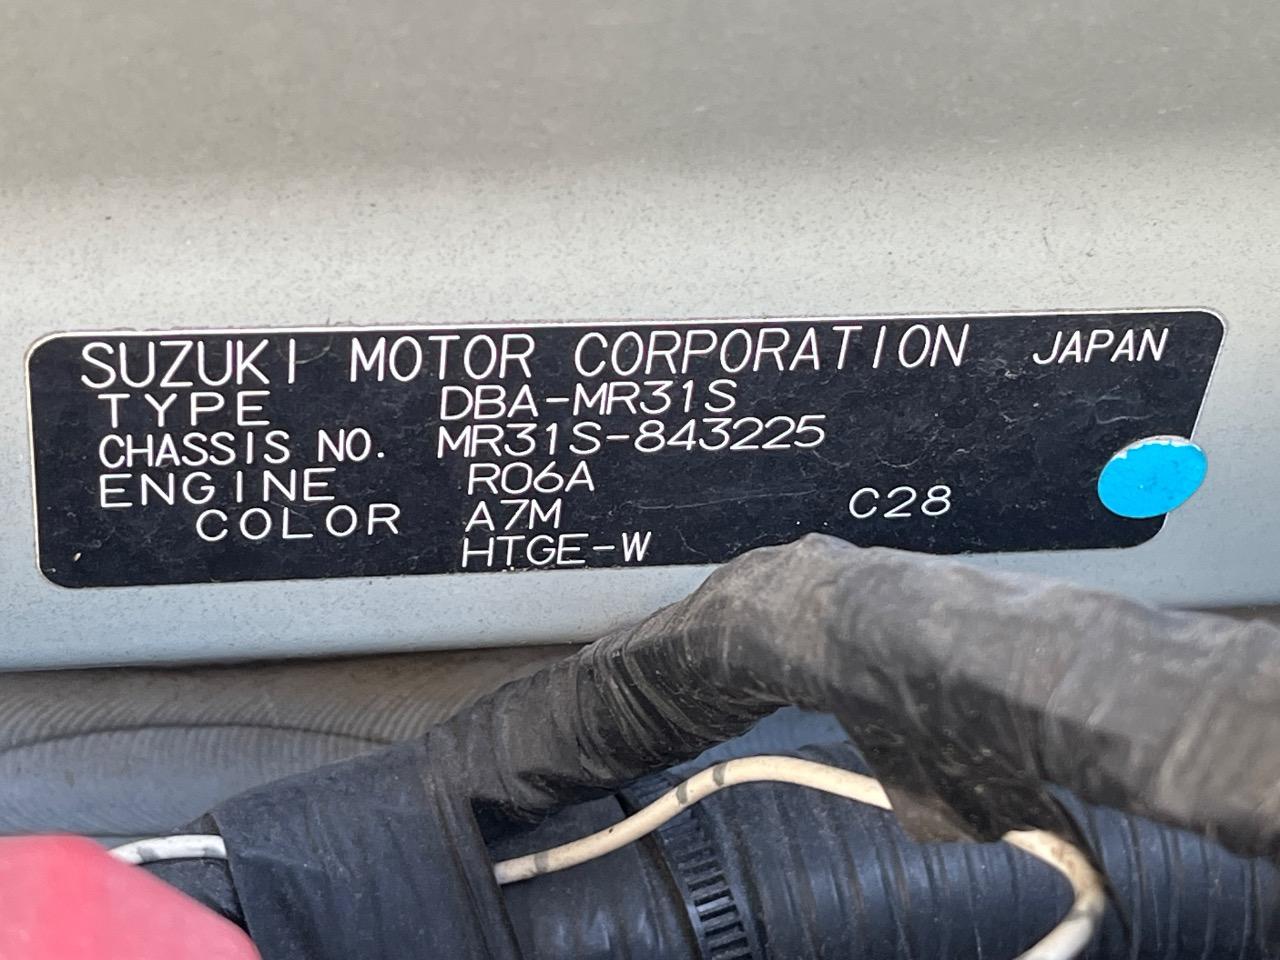 SUZUKI MOTOR CORPORATION JAPAN
TYPE DBA-MR31S
CHASSIS NO. MR31S-843225
ENGINE R06A
COLOR A7M C28
HTGE-W